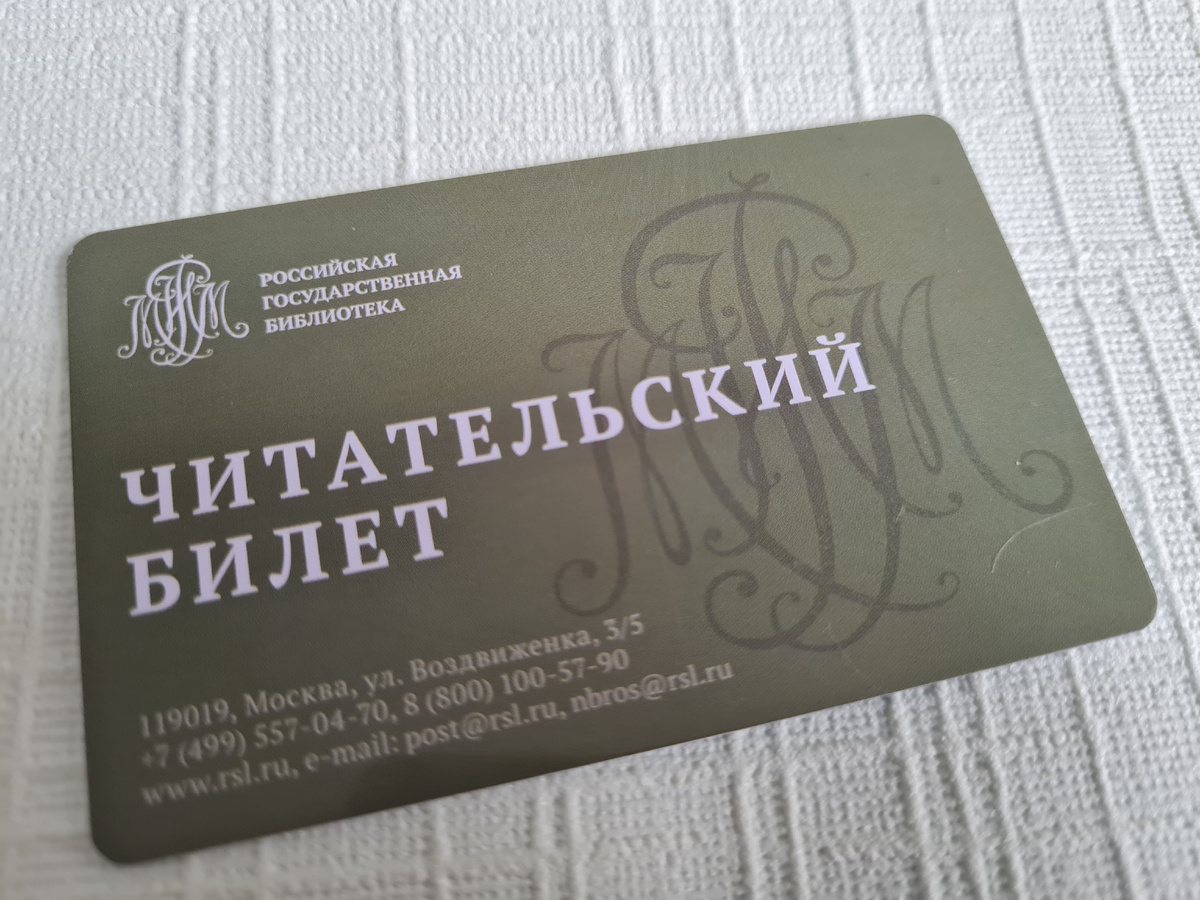 РОССИЙСКАЯ
ГОСУДАРСТВЕННАЯ
БИБЛИОТЕКА
ЧИТАТЕЛЬСКИЙ
БИЛЕТ
119019, Москва, ул. Воздвиженка, 3/5
+7 (499) 557-04-70, 8 (800) 100-57-90
www.rsl.ru, e-mail: post@rsl.ru, nbros@rsl.ru